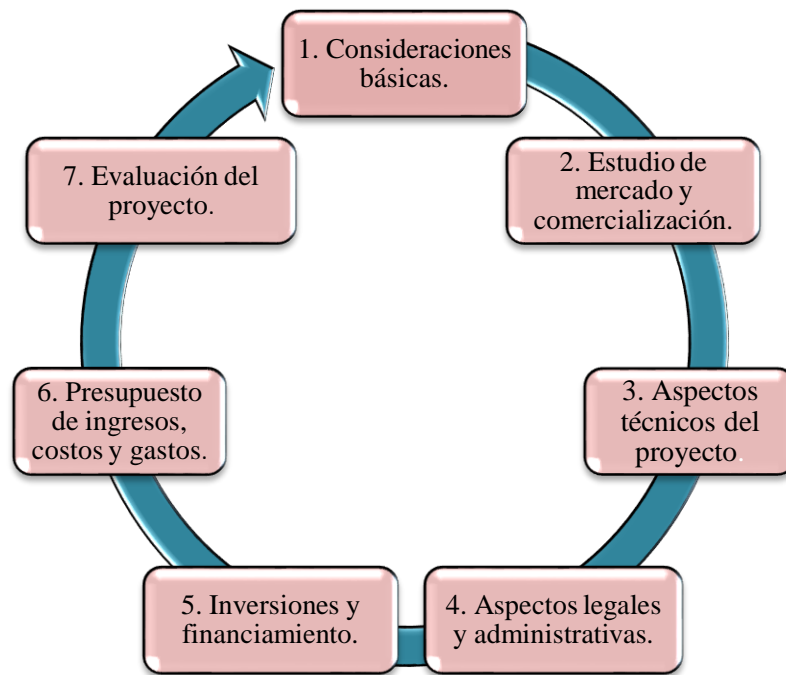 1. Consideraciones
básicas.
2. Estudio de
mercado y
comercialización.
3. Aspectos
técnicos del
proyecto.
4. Aspectos legales
y administrativas.
5. Inversiones y
financiamiento.
6. Presupuesto
de ingresos,
costos y gastos.
7. Evaluación del
proyecto.